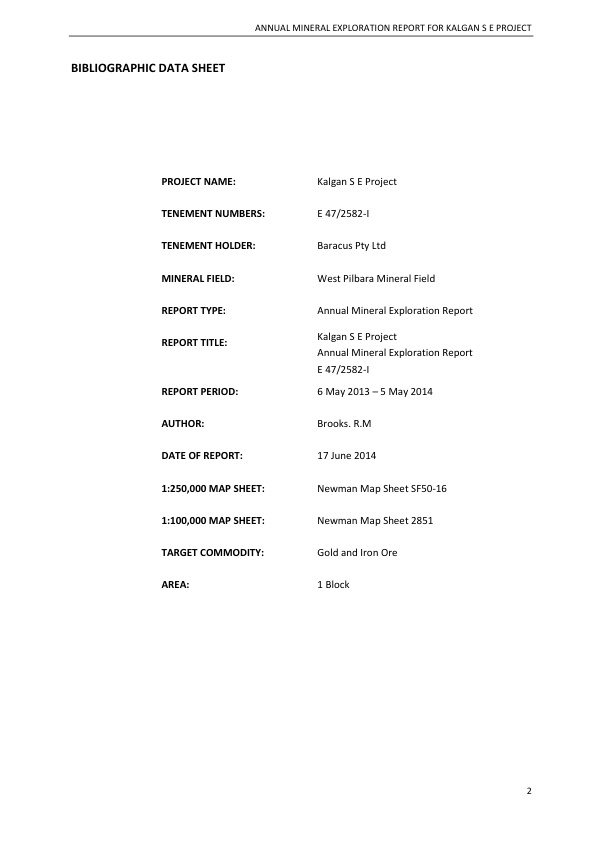 ANNUAL MINERAL EXPLORATION REPORT FOR KALGAN S E PROJECT
BIBLIOGRAPHIC DATA SHEET
PROJECT NAME: Kalgan S E Project
TENEMENT NUMBERS: E 47/2582-I
TENEMENT HOLDER: Baracus Pty Ltd
MINERAL FIELD: West Pilbara Mineral Field
REPORT TYPE: Annual Mineral Exploration Report
REPORT TITLE: Kalgan S E Project
Annual Mineral Exploration Report
E 47/2582-I
REPORT PERIOD: 6 May 2013 – 5 May 2014
AUTHOR: Brooks. R.M
DATE OF REPORT: 17 June 2014
1:250,000 MAP SHEET: Newman Map Sheet SF50-16
1:100,000 MAP SHEET: Newman Map Sheet 2851
TARGET COMMODITY: Gold and Iron Ore
AREA: 1 Block
2